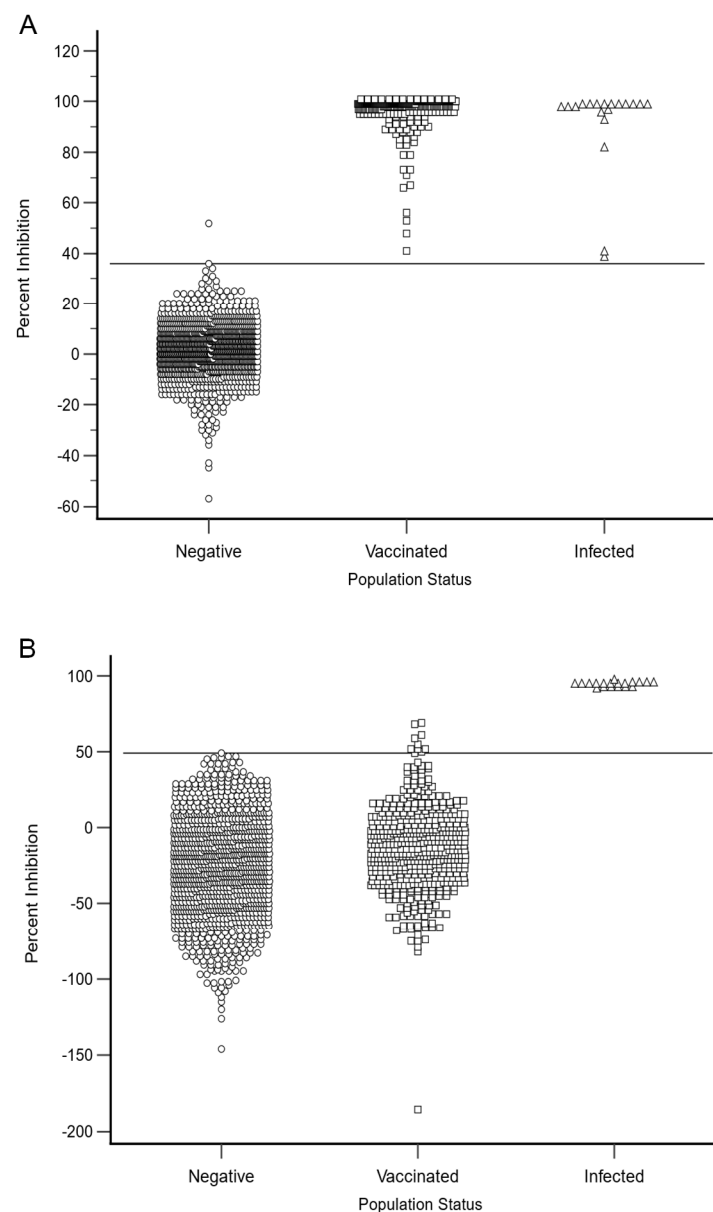 A
120
100
80
60
40
20
0
-20
-40
-60
Percent Inhibition
Negative Vaccinated Infected
Population Status
B
100
50
0
-50
-100
-150
-200
Percent Inhibition
Negative Vaccinated Infected
Population Status